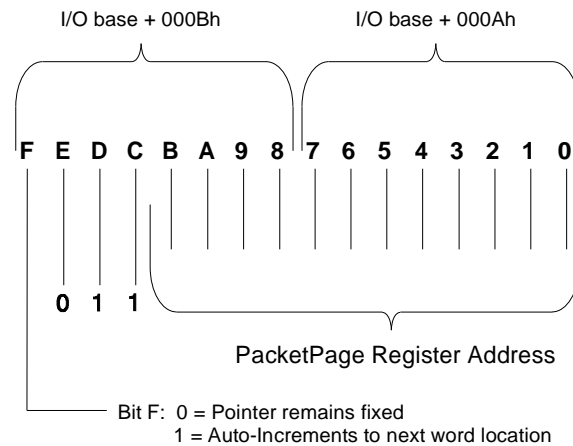 I/O base + 000Bh I/O base + 000Ah
F E D C B A 9 8 7 6 5 4 3 2 1 0
0 1 1
PacketPage Register Address
Bit F: 0 = Pointer remains fixed
1 = Auto-Increments to next word location